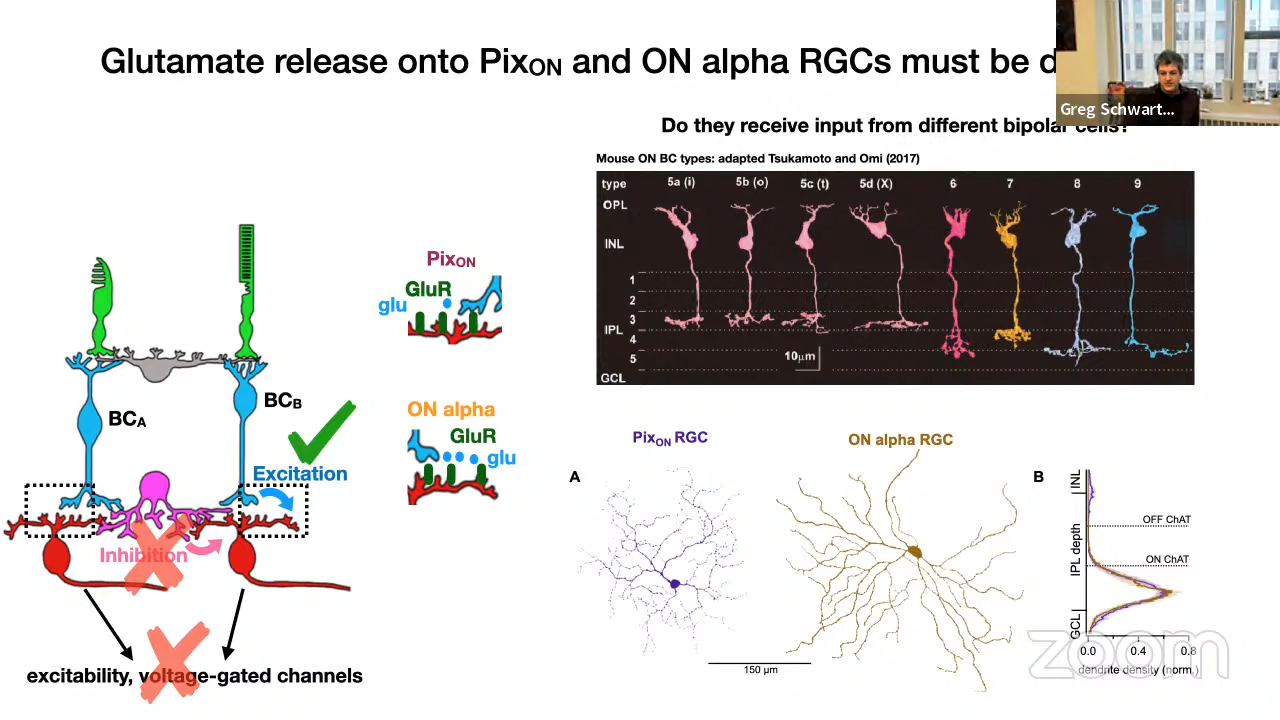 Glutamate release onto PixON and ON alpha RGCs must be
Greg Schwart...
Do they receive input from different bipolar cells?
Mouse ON BC types: adapted Tsukamoto and Omi (2017)
type 5a (i) 5b (o) 5c (t) 5d (X) 6 7 8 9
OPL
INL
1
2
3
IPL
4
5
10μm
GCL
PixON
GluR
glu
ON alpha
GluR
glu
BCA
BCB
Excitation
Inhibition
excitability, voltage-gated channels
PixON RGC
ON alpha RGC
A
150 μm
B
INL
OFF ChAT
IPL depth
ON ChAT
GCL
0.0 0.4 0.8
dendrite density (norm.)
zoom